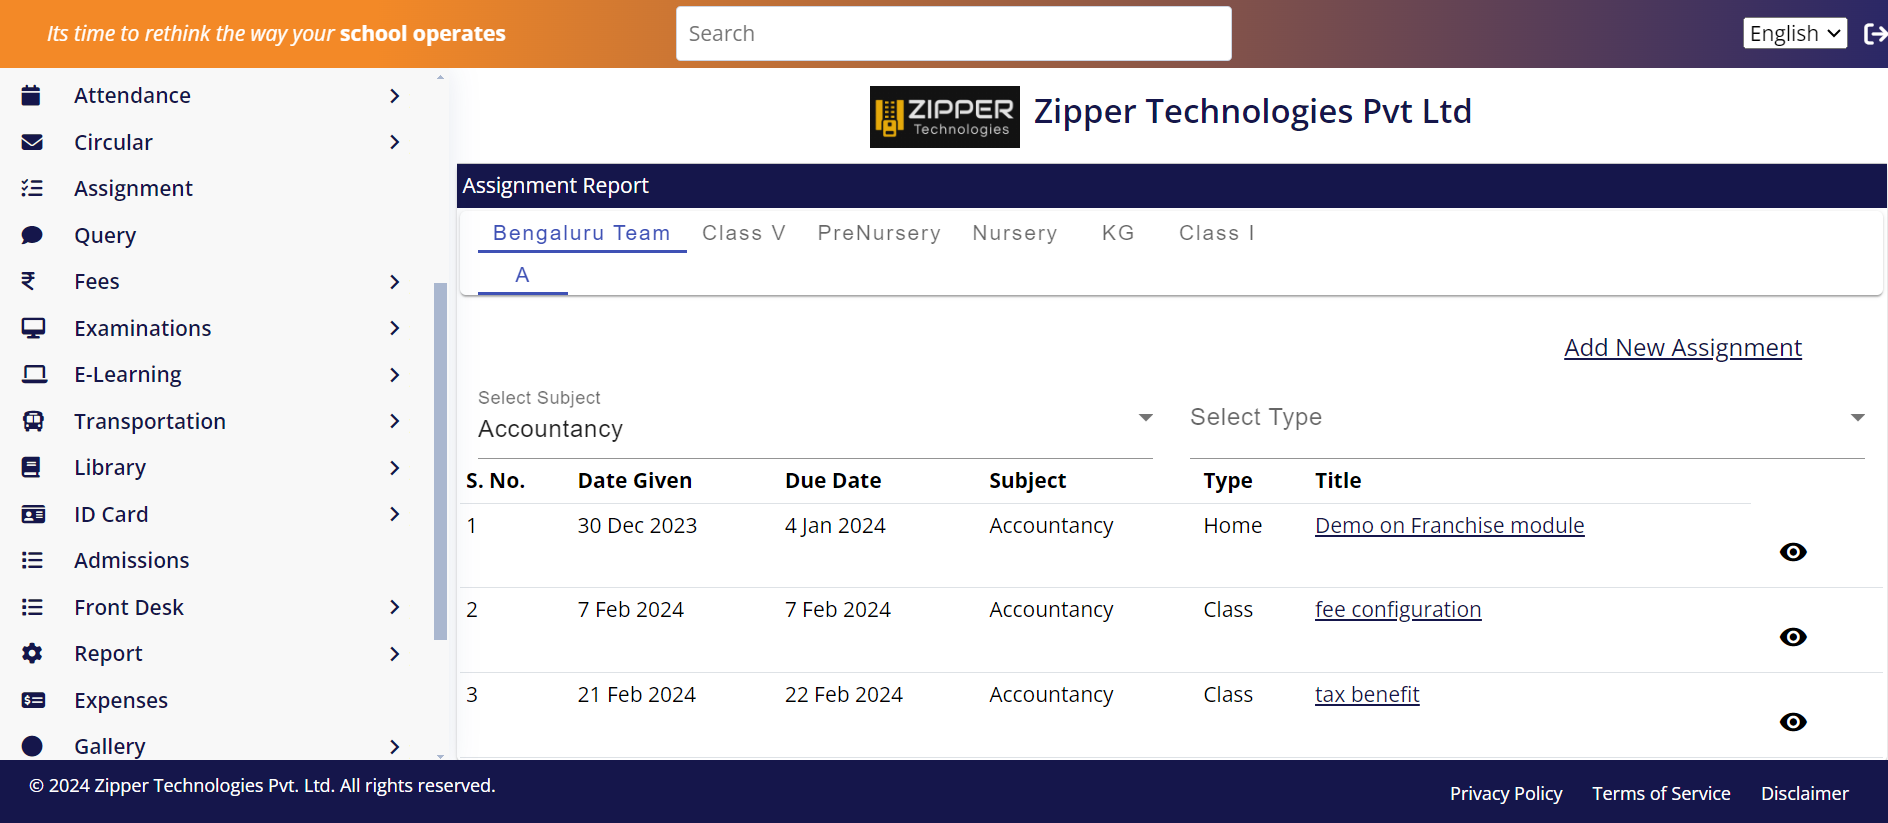 Its time to rethink the way your school operates
Search
English
Attendance
Circular
Assignment
Query
Fees
Examinations
E-Learning
Transportation
Library
ID Card
Admissions
Front Desk
Report
Expenses
Gallery
ZIPPER
Technologies
Zipper Technologies Pvt Ltd
Assignment Report
Bengaluru Team Class V PreNursery Nursery KG Class I
A
Add New Assignment
Select Subject
Accountancy
Select Type
S. No. Date Given Due Date Subject Type Title
1 30 Dec 2023 4 Jan 2024 Accountancy Home Demo on Franchise module
2 7 Feb 2024 7 Feb 2024 Accountancy Class fee configuration
3 21 Feb 2024 22 Feb 2024 Accountancy Class tax benefit
© 2024 Zipper Technologies Pvt. Ltd. All rights reserved.
Privacy Policy Terms of Service Disclaimer